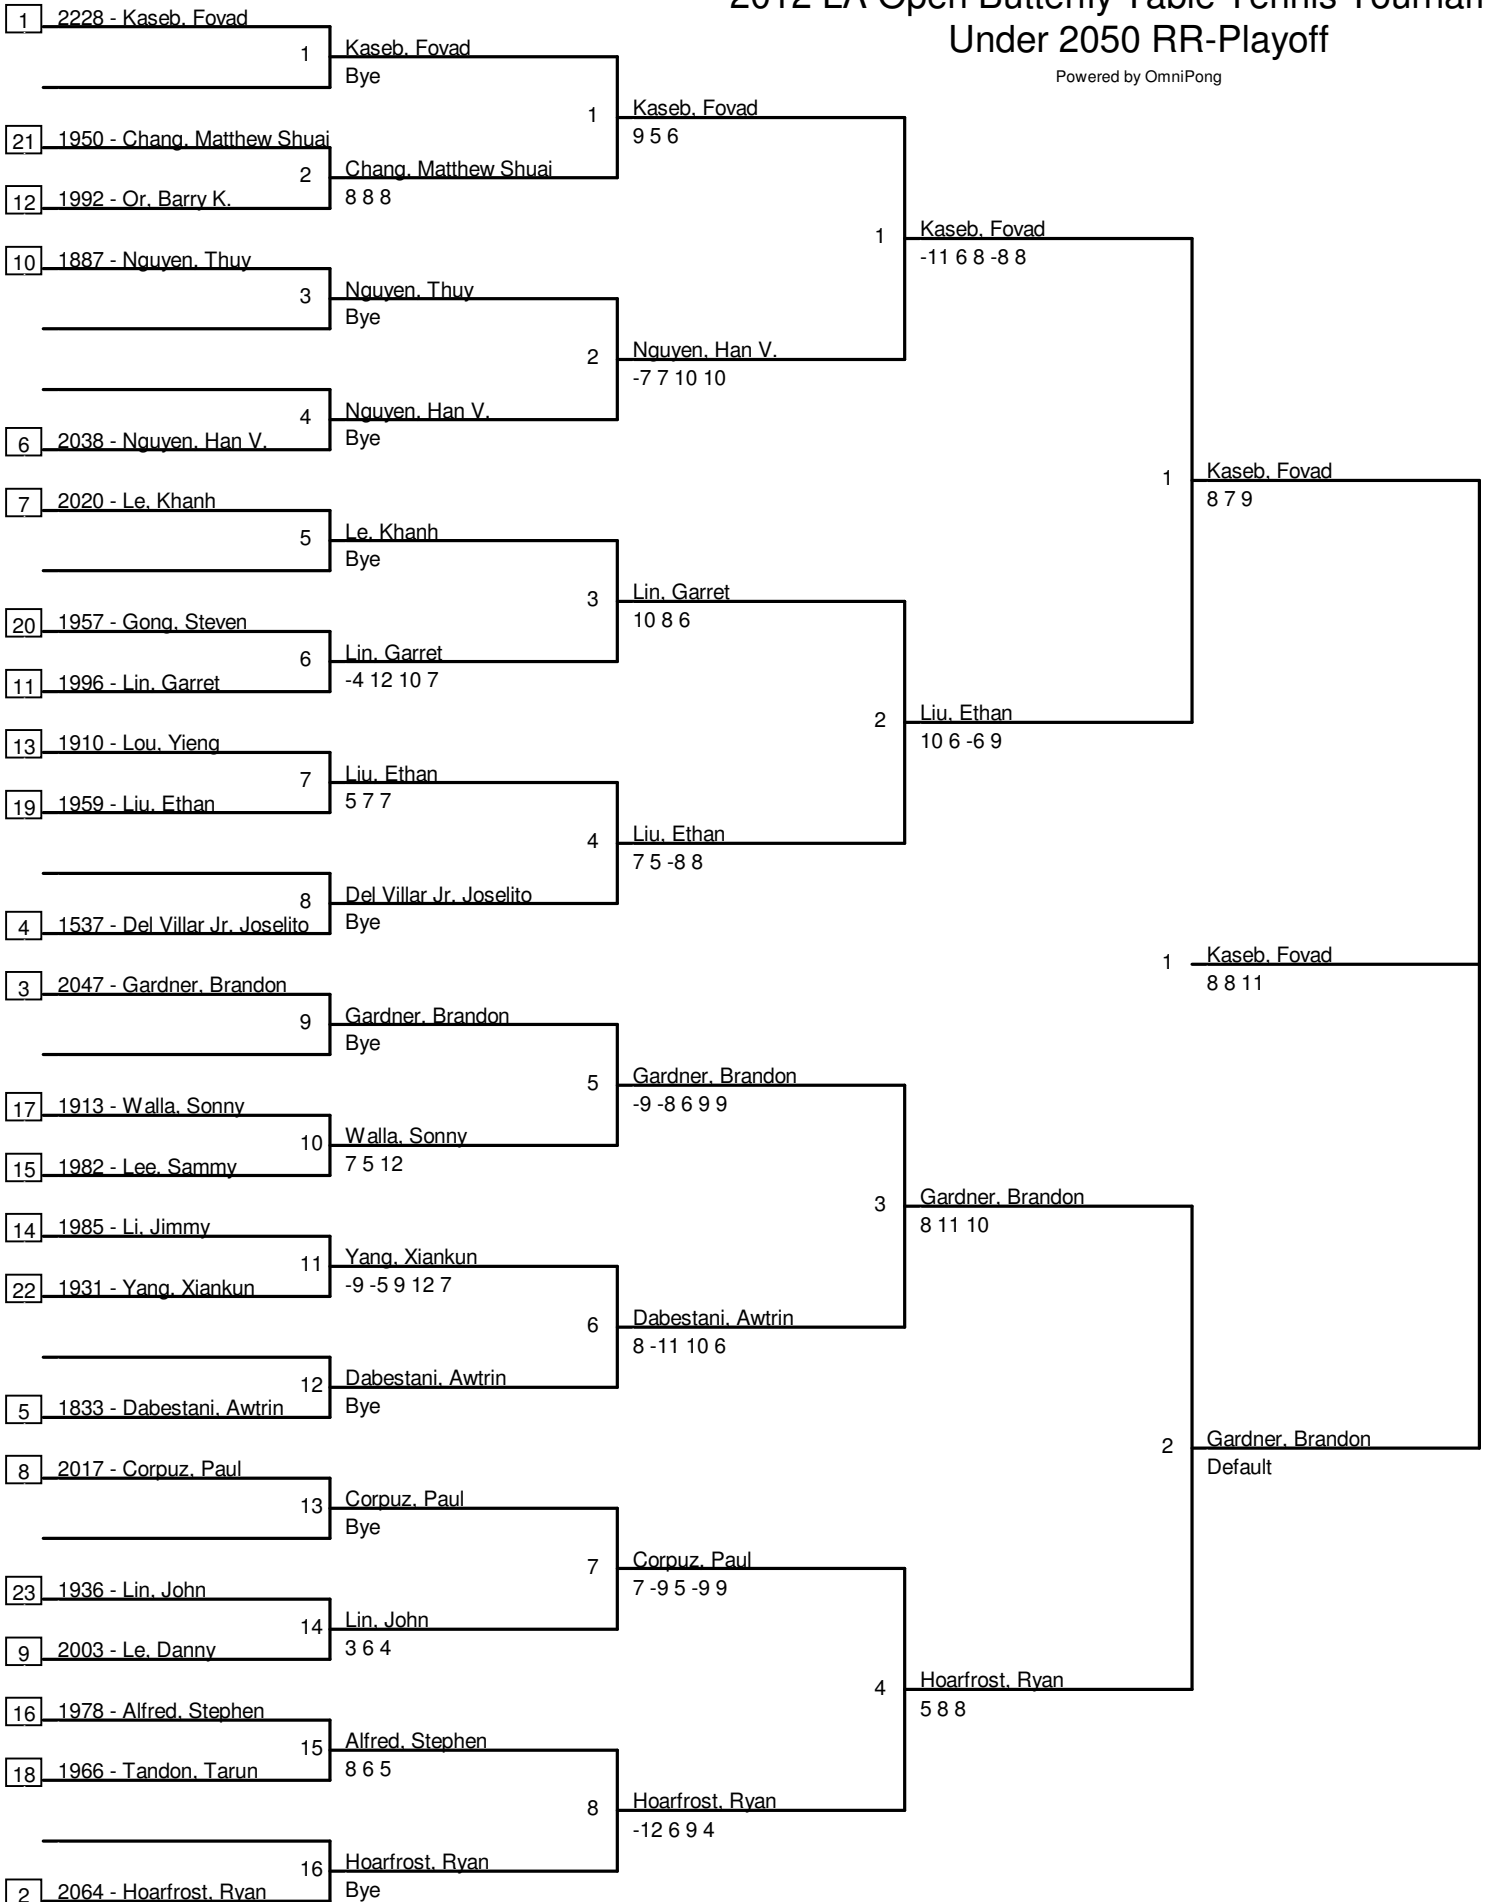 2012 LA Open Butterfly Table Tennis
Under 2050 RR-Playoff
Powered by OmniPong
1 2228 - Kaseb, Fovad
1 Kaseb, Fovad
Bye
1 Kaseb, Fovad
9 5 6
21 1950 - Chang, Matthew Shuai
2 Chang, Matthew Shuai
8 8 8
12 1992 - Or, Barry K.
1 Kaseb, Fovad
-11 6 8 -8 8
10 1887 - Nguyen, Thuy
3 Nguyen, Thuy
Bye
2 Nguyen, Han V.
-7 7 10 10
4 Nguyen, Han V.
Bye
6 2038 - Nguyen, Han V.
1 Kaseb, Fovad
8 7 9
7 2020 - Le, Khanh
5 Le, Khanh
Bye
3 Lin, Garret
10 8 6
20 1957 - Gong, Steven
6 Lin, Garret
-4 12 10 7
11 1996 - Lin, Garret
2 Liu, Ethan
10 6 -6 9
13 1910 - Lou, Yieng
7 Liu, Ethan
5 7 7
19 1959 - Liu, Ethan
4 Liu, Ethan
7 5 -8 8
8 Del Villar Jr, Joselito
Bye
4 1537 - Del Villar Jr, Joselito
1 Kaseb, Fovad
8 8 11
3 2047 - Gardner, Brandon
9 Gardner, Brandon
Bye
5 Gardner, Brandon
-9 -8 6 9 9
17 1913 - Walla, Sonny
10 Walla, Sonny
7 5 12
15 1982 - Lee, Sammy
3 Gardner, Brandon
8 11 10
14 1985 - Li, Jimmy
11 Yang, Xiankun
-9 -5 9 12 7
22 1931 - Yang, Xiankun
6 Dabestani, Awtrin
8 -11 10 6
12 Dabestani, Awtrin
Bye
5 1833 - Dabestani, Awtrin
2 Gardner, Brandon
Default
8 2017 - Corpuz, Paul
13 Corpuz, Paul
Bye
7 Corpuz, Paul
7 -9 5 -9 9
23 1936 - Lin, John
14 Lin, John
3 6 4
9 2003 - Le, Danny
4 Hoarfrost, Ryan
5 8 8
16 1978 - Alfred, Stephen
15 Alfred, Stephen
8 6 5
18 1966 - Tandon, Tarun
8 Hoarfrost, Ryan
-12 6 9 4
16 Hoarfrost, Ryan
Bye
2 2064 - Hoarfrost, Ryan